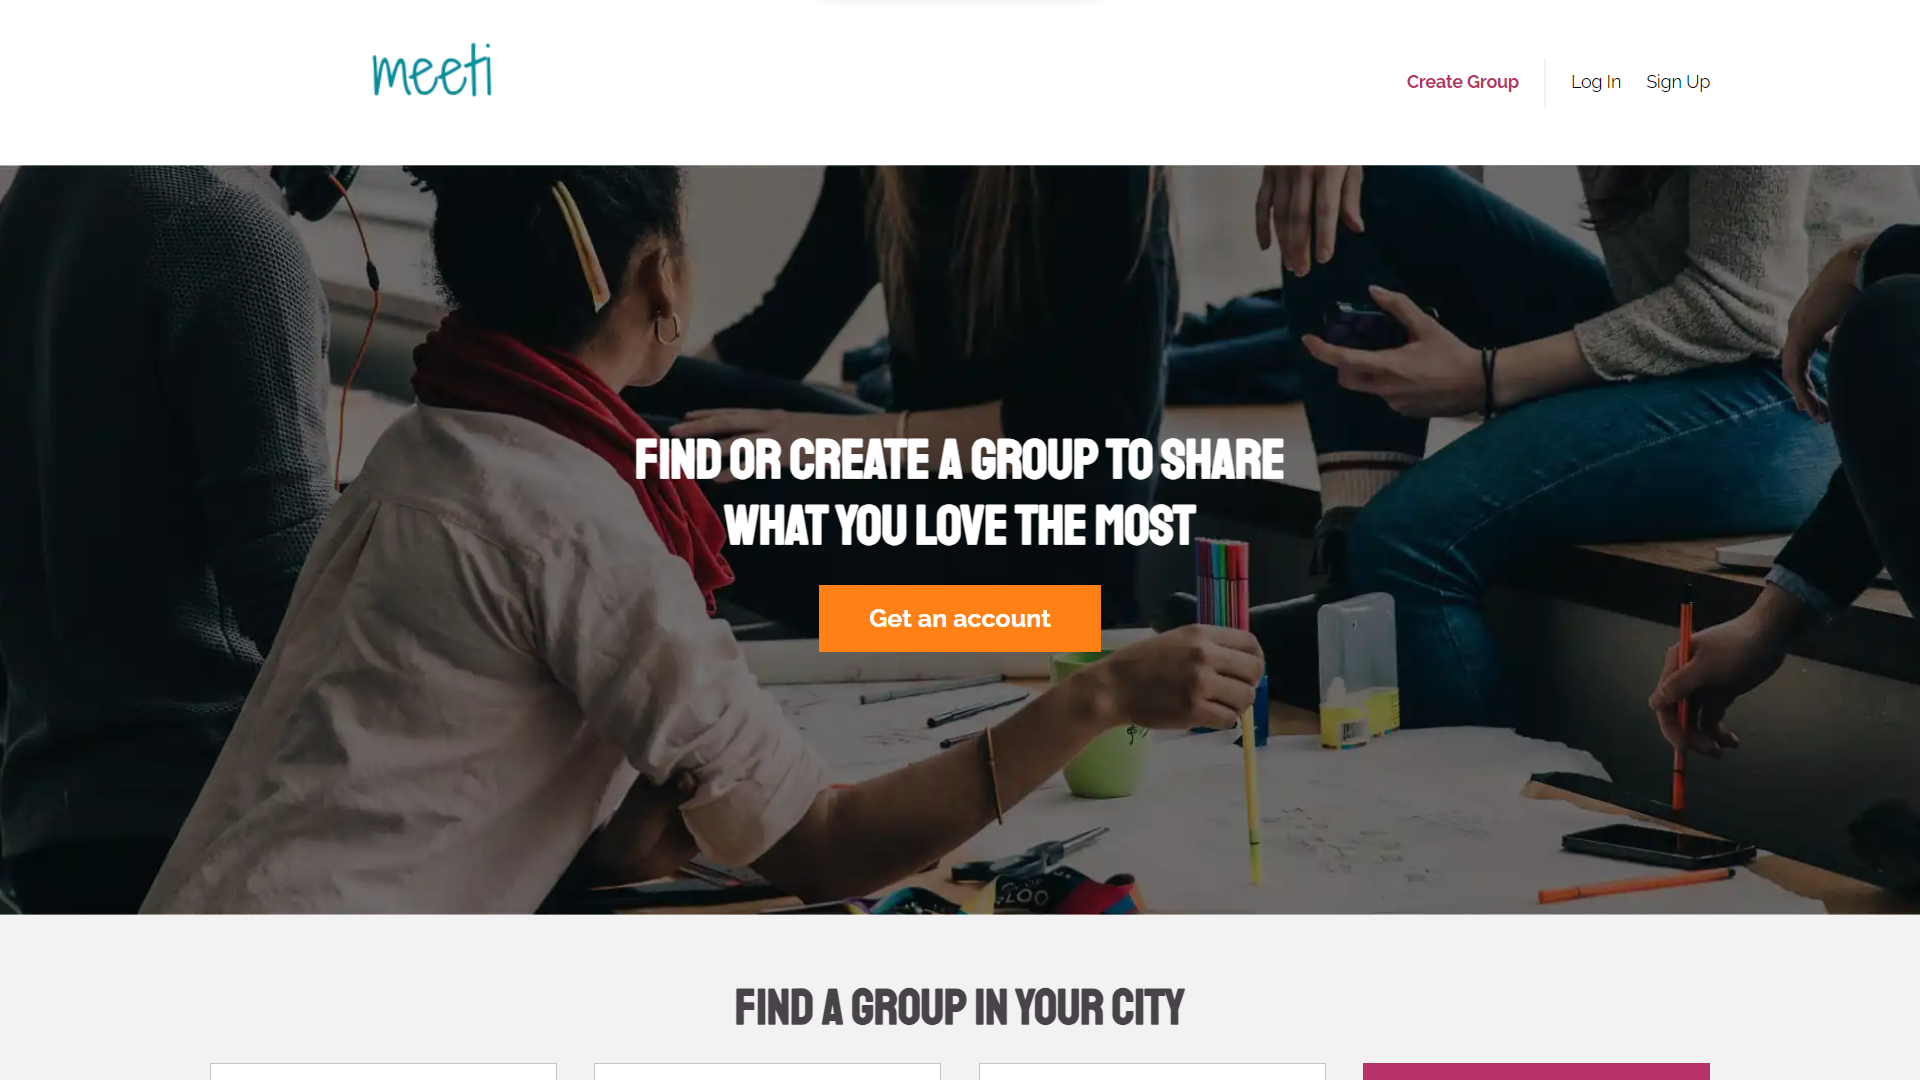 meeti
Create Group
Log In
Sign Up
FIND OR CREATE A GROUP TO SHARE
WHAT YOU LOVE THE MOST
Get an account
FIND A GROUP IN YOUR CITY